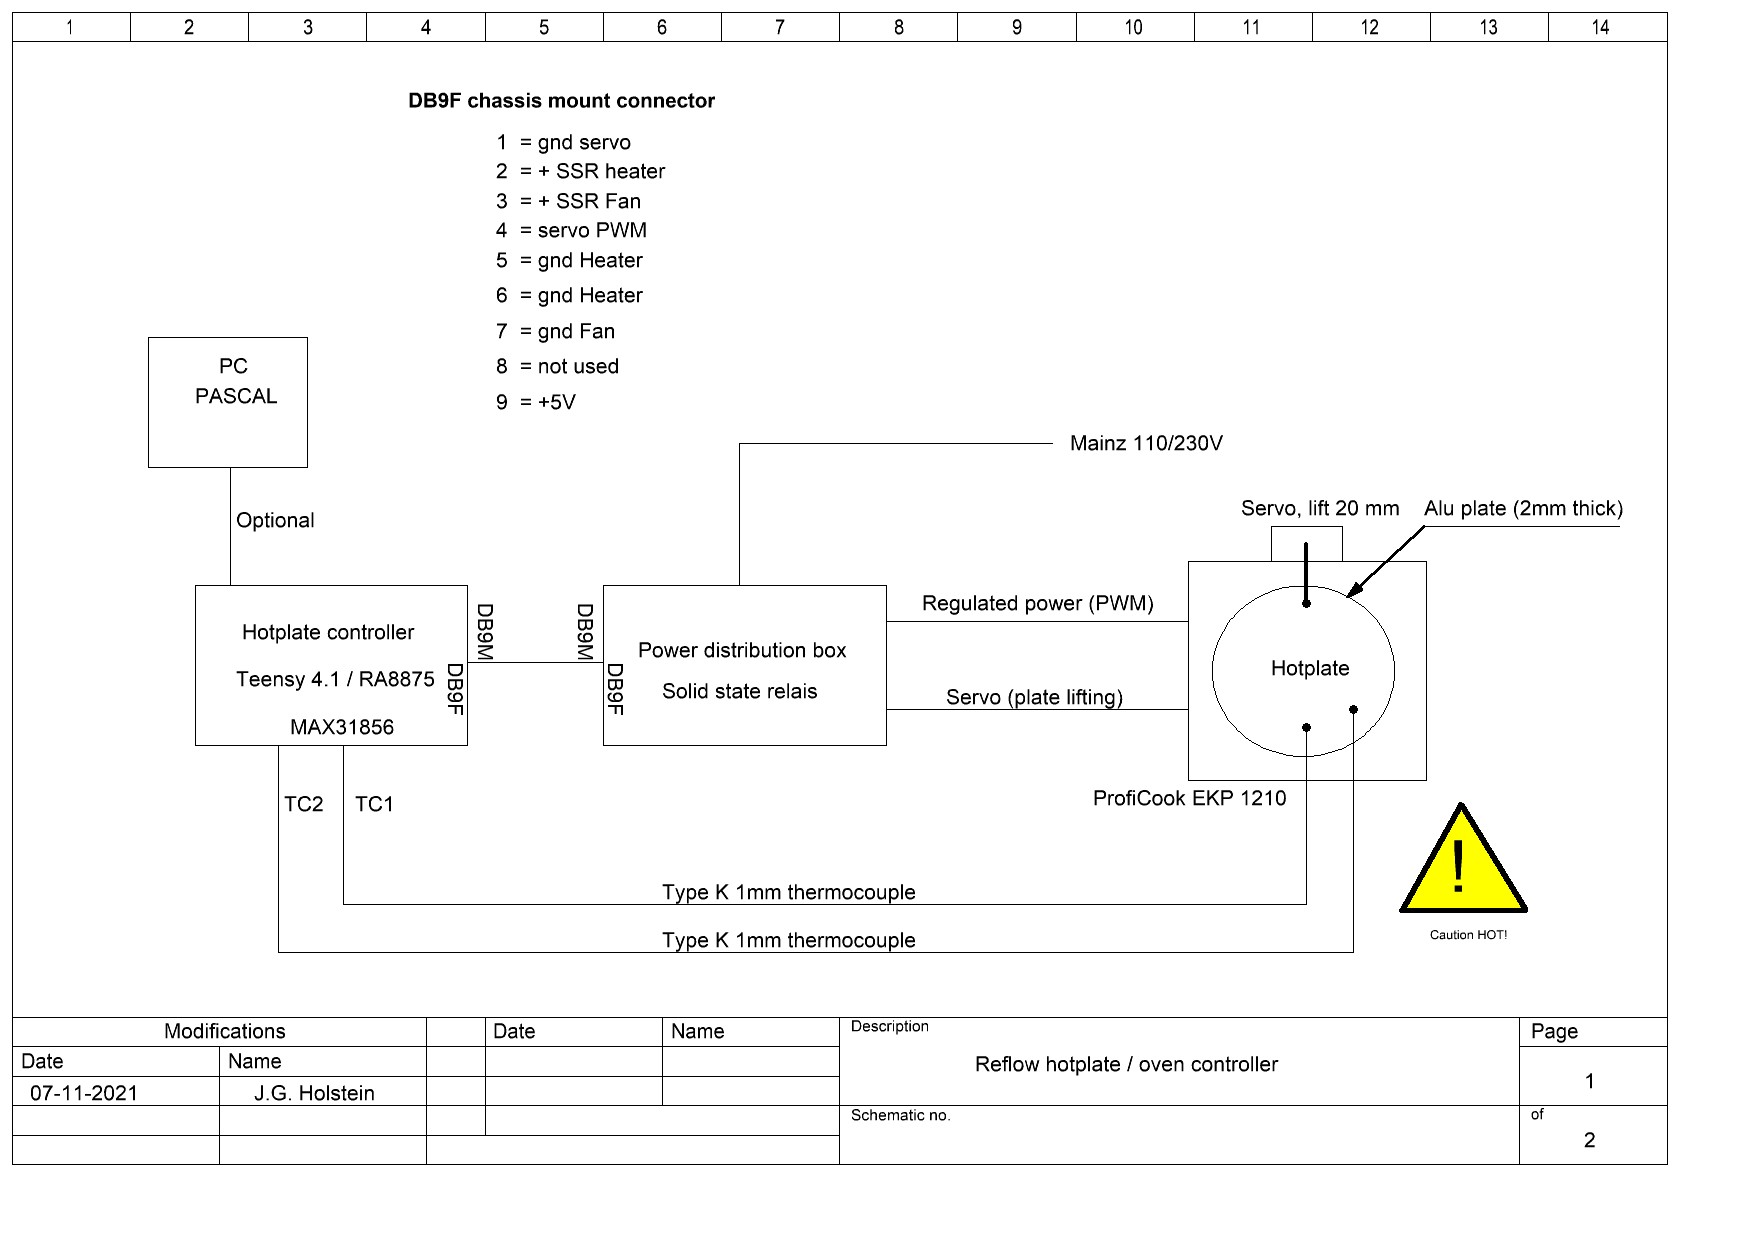 1 2 3 4 5 6 7 8 9 10 11 12 13 14
DB9F chassis mount connector
1 = gnd servo
2 = + SSR heater
3 = + SSR Fan
4 = servo PWM
5 = gnd Heater
6 = gnd Heater
7 = gnd Fan
8 = not used
9 = +5V
PC
PASCAL
Optional
Mainz 110/230V
Servo, lift 20 mm
Alu plate (2mm thick)
Hotplate controller
Teensy 4.1 / RA8875
MAX31856
DB9F
DB9M
DB9M
DB9F
Power distribution box
Solid state relais
Regulated power (PWM)
Servo (plate lifting)
Hotplate
ProfiCook EKP 1210
TC2
TC1
Type K 1mm thermocouple
Type K 1mm thermocouple
!
Caution HOT!
Modifications
Date Name
07-11-2021 J.G. Holstein
Date Name
Description
Reflow hotplate / oven controller
Schematic no.
Page
1
of
2